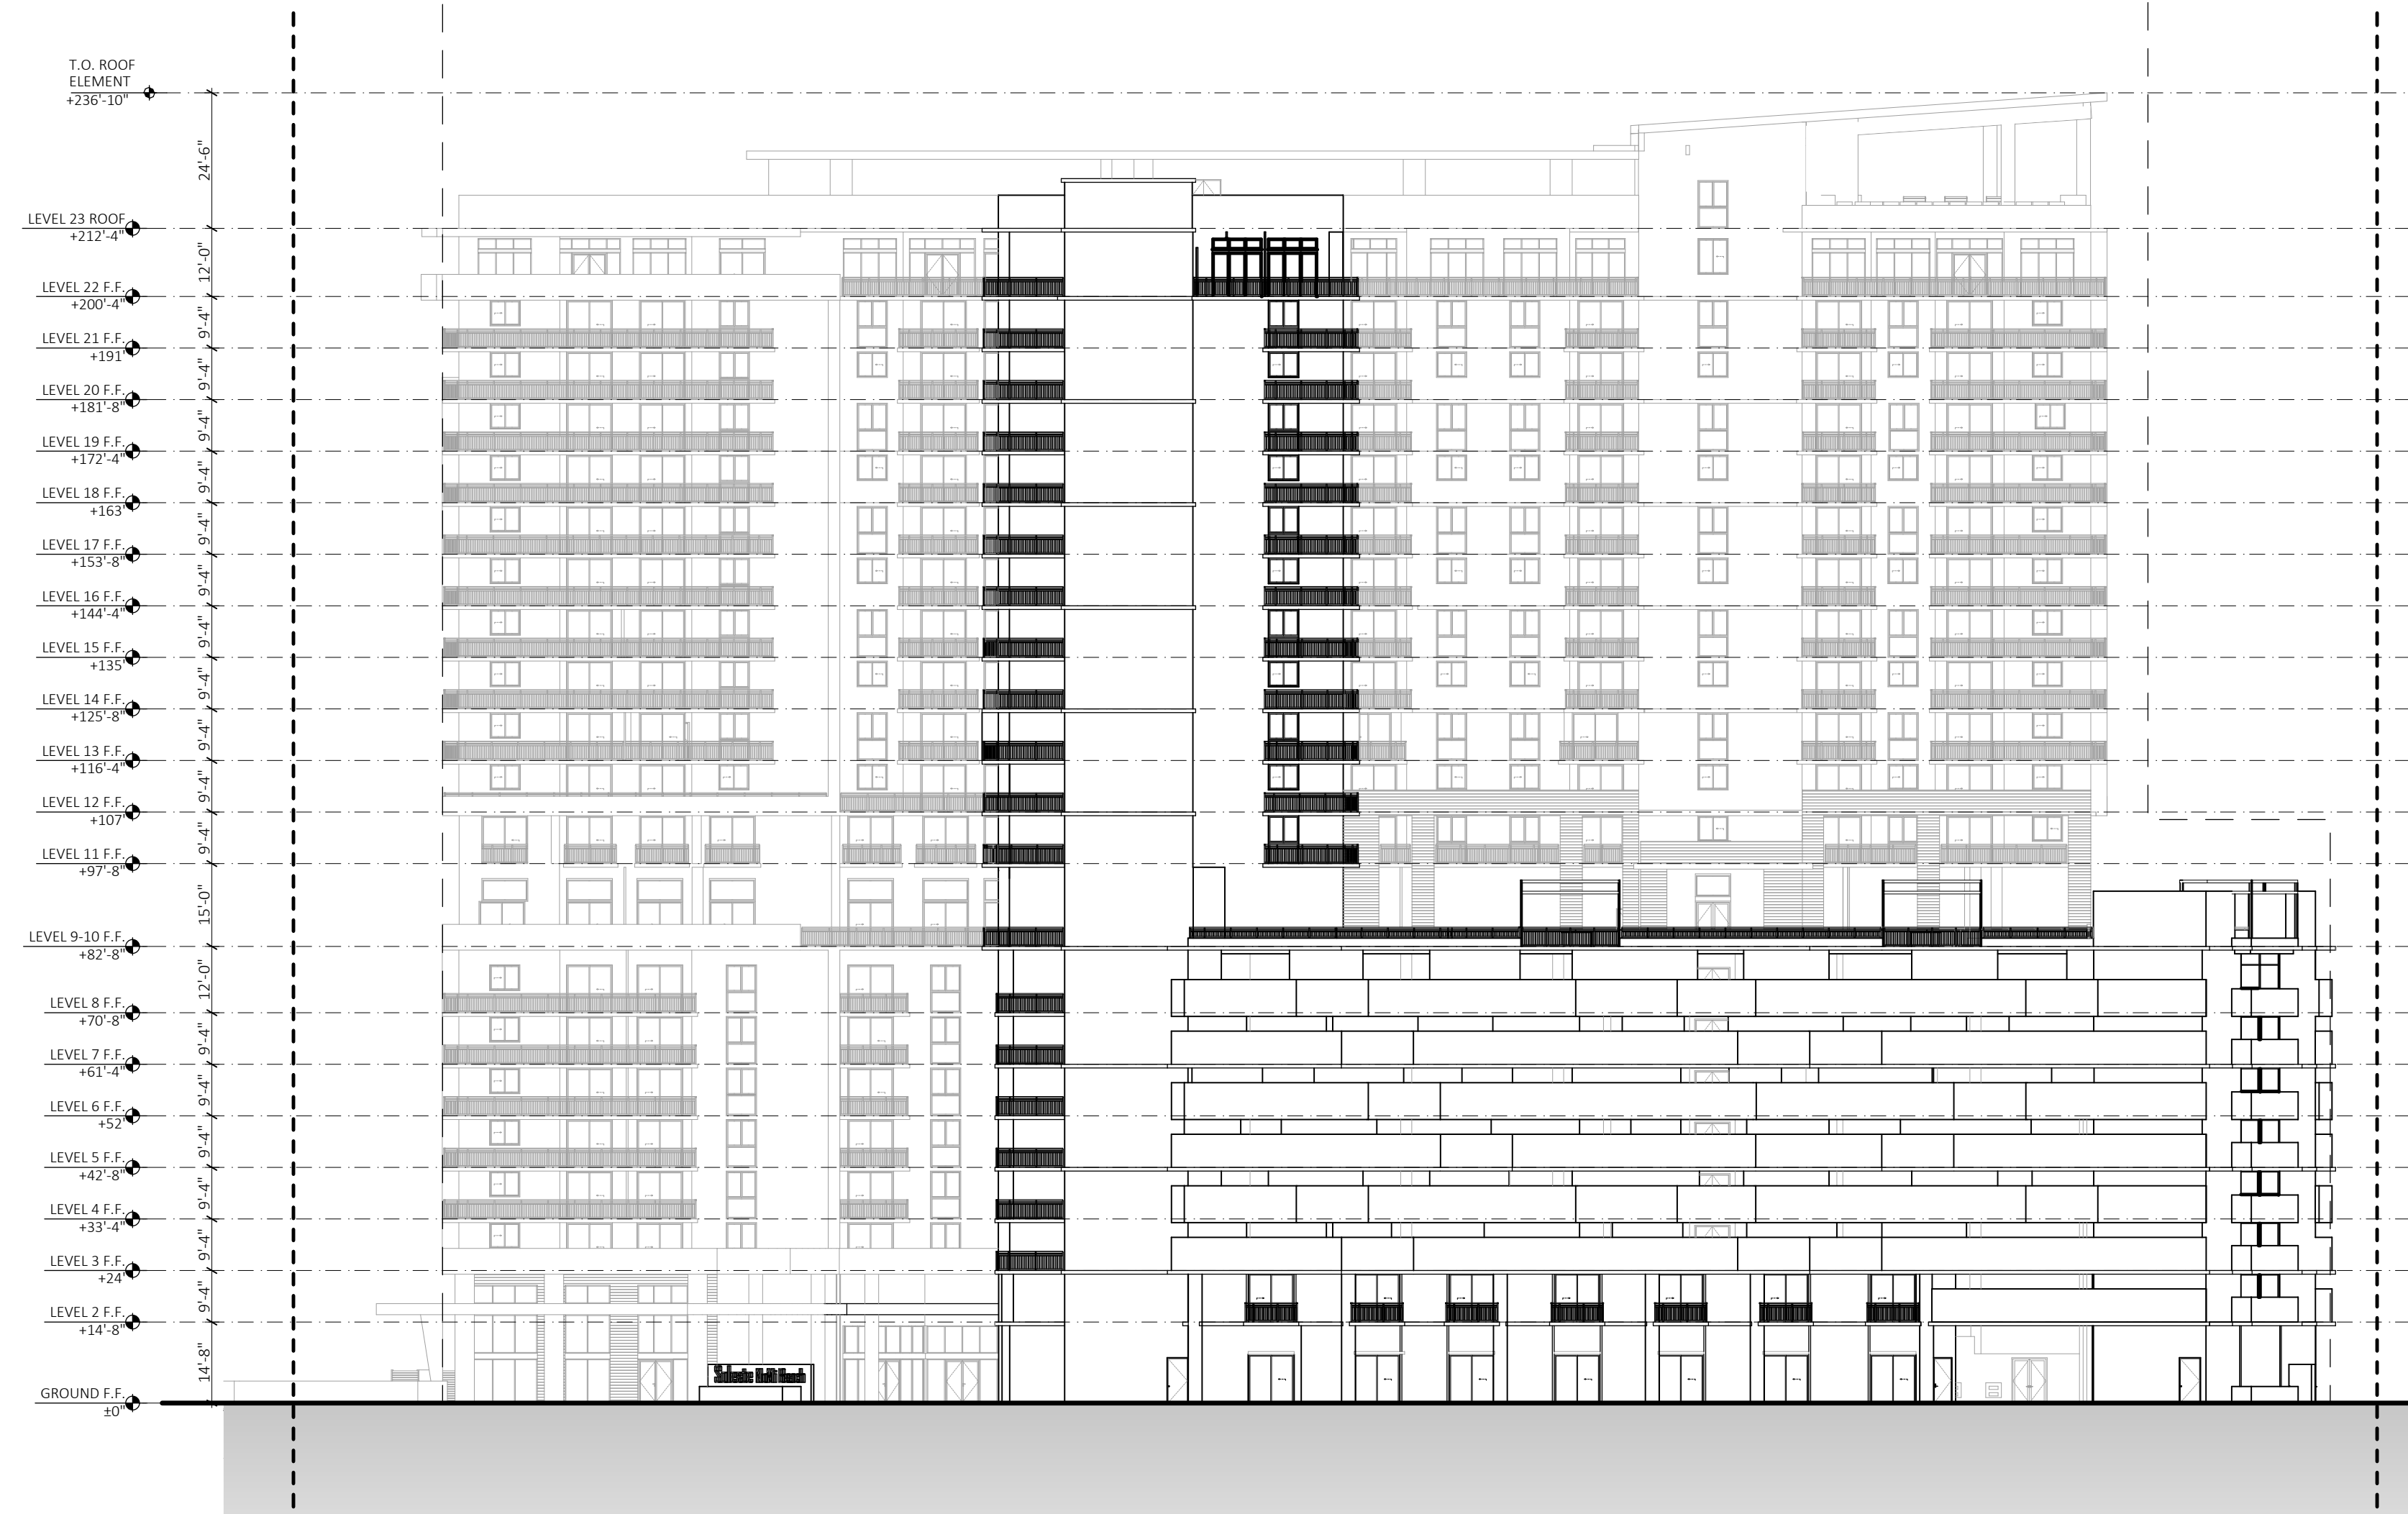 T.O. ROOF
ELEMENT
+236'-10"
24'-6"
LEVEL 23 ROOF
+212'-4"
12'-0"
LEVEL 22 F.F.
+200'-4"
9'-4"
LEVEL 21 F.F.
+191'
9'-4"
LEVEL 20 F.F.
+181'-8"
9'-4"
LEVEL 19 F.F.
+172'-4"
9'-4"
LEVEL 18 F.F.
+163'
9'-4"
LEVEL 17 F.F.
+153'-8"
9'-4"
LEVEL 16 F.F.
+144'-4"
9'-4"
LEVEL 15 F.F.
+135'
9'-4"
LEVEL 14 F.F.
+125'-8"
9'-4"
LEVEL 13 F.F.
+116'-4"
9'-4"
LEVEL 12 F.F.
+107'
9'-4"
LEVEL 11 F.F.
+97'-8"
15'-0"
LEVEL 9-10 F.F.
+82'-8"
12'-0"
LEVEL 8 F.F.
+70'-8"
9'-4"
LEVEL 7 F.F.
+61'-4"
9'-4"
LEVEL 6 F.F.
+52'
9'-4"
LEVEL 5 F.F.
+42'-8"
9'-4"
LEVEL 4 F.F.
+33'-4"
9'-4"
LEVEL 3 F.F.
+24'
9'-4"
LEVEL 2 F.F.
+14'-8"
14'-8"
Soleste NoMi Beach
GROUND F.F.
±0"